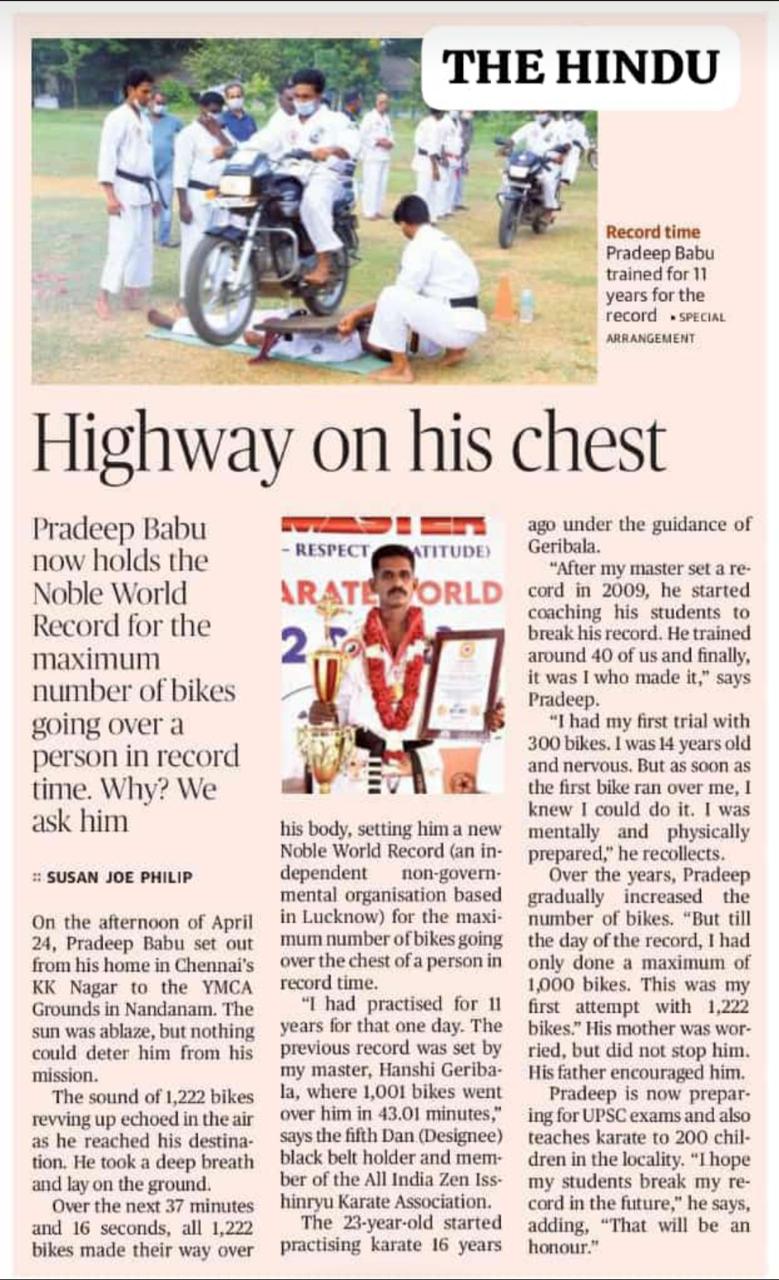 THE HINDU
Record time
Pradeep Babu
trained for 11
years for the
record ▪ SPECIAL
ARRANGEMENT
Highway on his chest
Pradeep Babu
now holds the
Noble World
Record for the
maximum
number of bikes
going over a
person in record
time. Why? We
ask him
:: SUSAN JOE PHILIP
On the afternoon of April
24, Pradeep Babu set out
from his home in Chennai's
KK Nagar to the YMCA
Grounds in Nandanam. The
sun was ablaze, but nothing
could deter him from his
mission.
The sound of 1,222 bikes
revving up echoed in the air
as he reached his destina-
tion. He took a deep breath
and lay on the ground.
Over the next 37 minutes
and 16 seconds, all 1,222
bikes made their way over
MASTER
- RESPECT ATITUDE)
ARATE WORLD
2
his body, setting him a new
Noble World Record (an in-
dependent non-govern-
mental organisation based
in Lucknow) for the maxi-
mum number of bikes going
over the chest of a person in
record time.
"I had practised for 11
years for that one day. The
previous record was set by
my master, Hanshi Geriba-
la, where 1,001 bikes went
over him in 43.01 minutes,"
says the fifth Dan (Designee)
black belt holder and mem-
ber of the All India Zen Iss-
hinryu Karate Association.
The 23-year-old started
practising karate 16 years
ago under the guidance of
Geribala.
"After my master set a re-
cord in 2009, he started
coaching his students to
break his record. He trained
around 40 of us and finally,
it was I who made it," says
Pradeep.
"I had my first trial with
300 bikes. I was 14 years old
and nervous. But as soon as
the first bike ran over me, I
knew I could do it. I was
mentally and physically
prepared," he recollects.
Over the years, Pradeep
gradually increased the
number of bikes. "But till
the day of the record, I had
only done a maximum of
1,000 bikes. This was my
first attempt with 1,222
bikes." His mother was wor-
ried, but did not stop him.
His father encouraged him.
Pradeep is now prepar-
ing for UPSC exams and also
teaches karate to 200 chil-
dren in the locality. "I hope
my students break my re-
cord in the future," he says,
adding, "That will be an
honour."